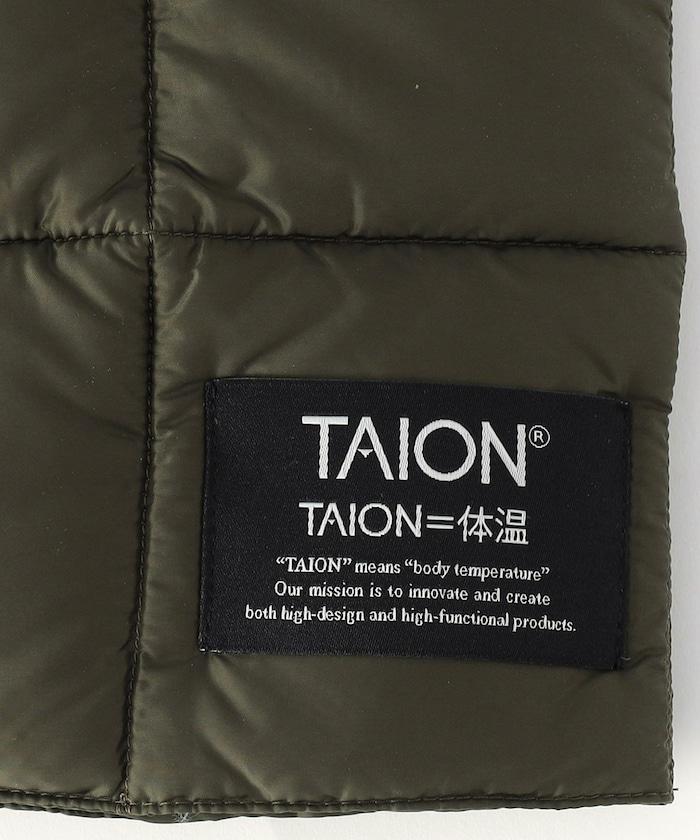 TAION®
TAION=体温
“TAION” means “body temperature”
Our mission is to innovate and create
both high-design and high-functional products.